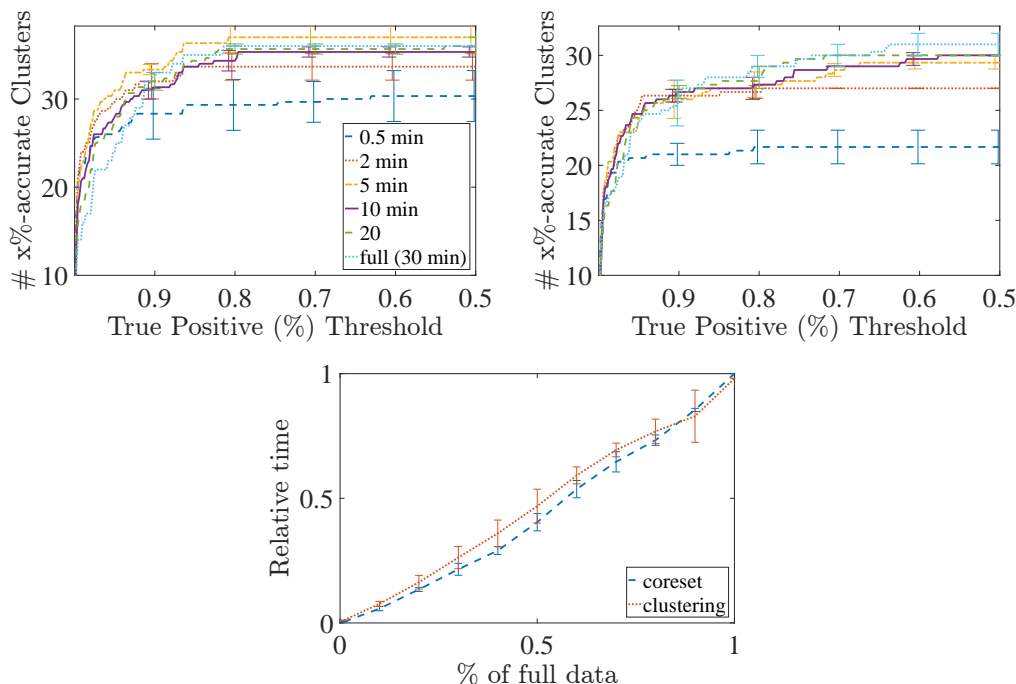 # x%-accurate Clusters
30
20
10
0.9
0.8
0.7
0.6
0.5
True Positive (%) Threshold
0.5 min
2 min
5 min
10 min
20
full (30 min)
# x%-accurate Clusters
30
25
20
15
10
0.9
0.8
0.7
0.6
0.5
True Positive (%) Threshold
Relative time
1
0.5
0
0
0.5
1
% of full data
coreset
clustering